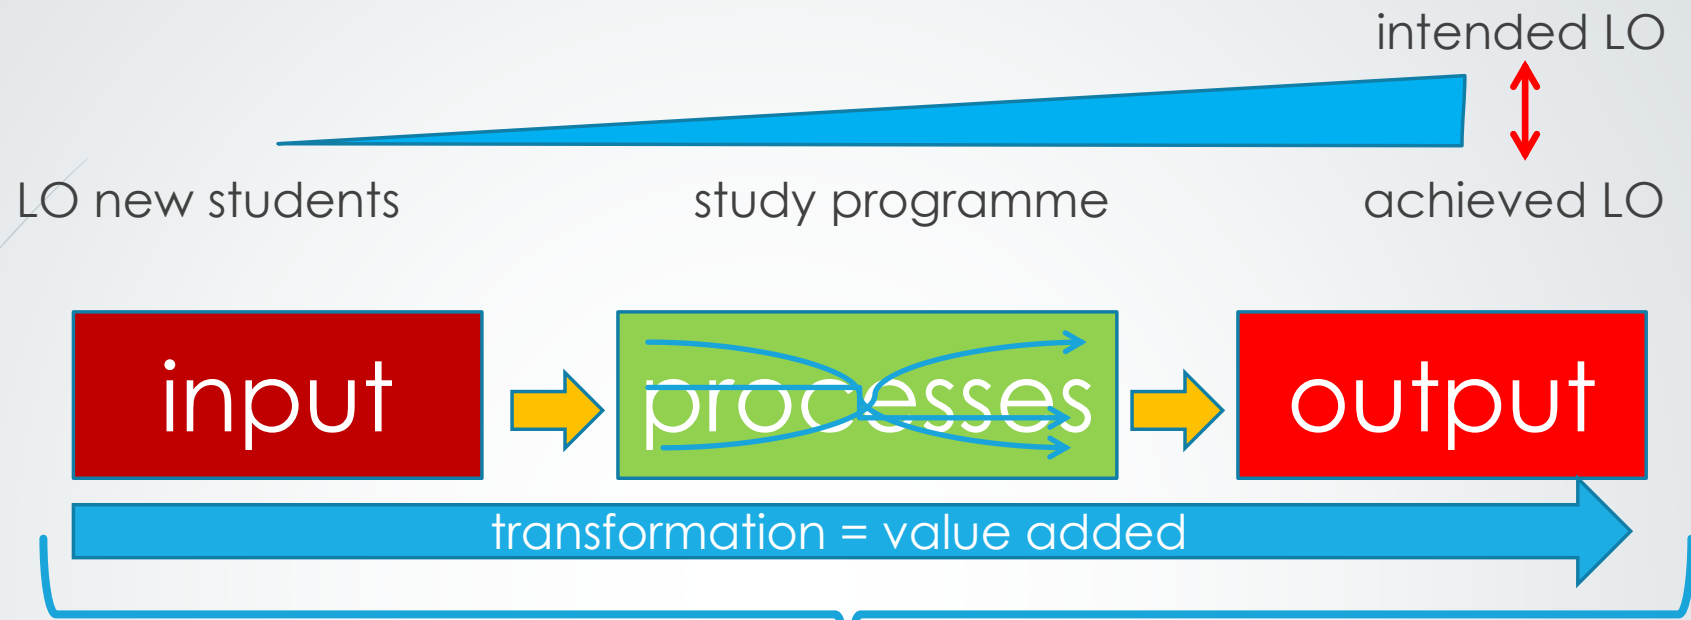 intended LO
LO new students study programme achieved LO
input processes output
transformation = value added